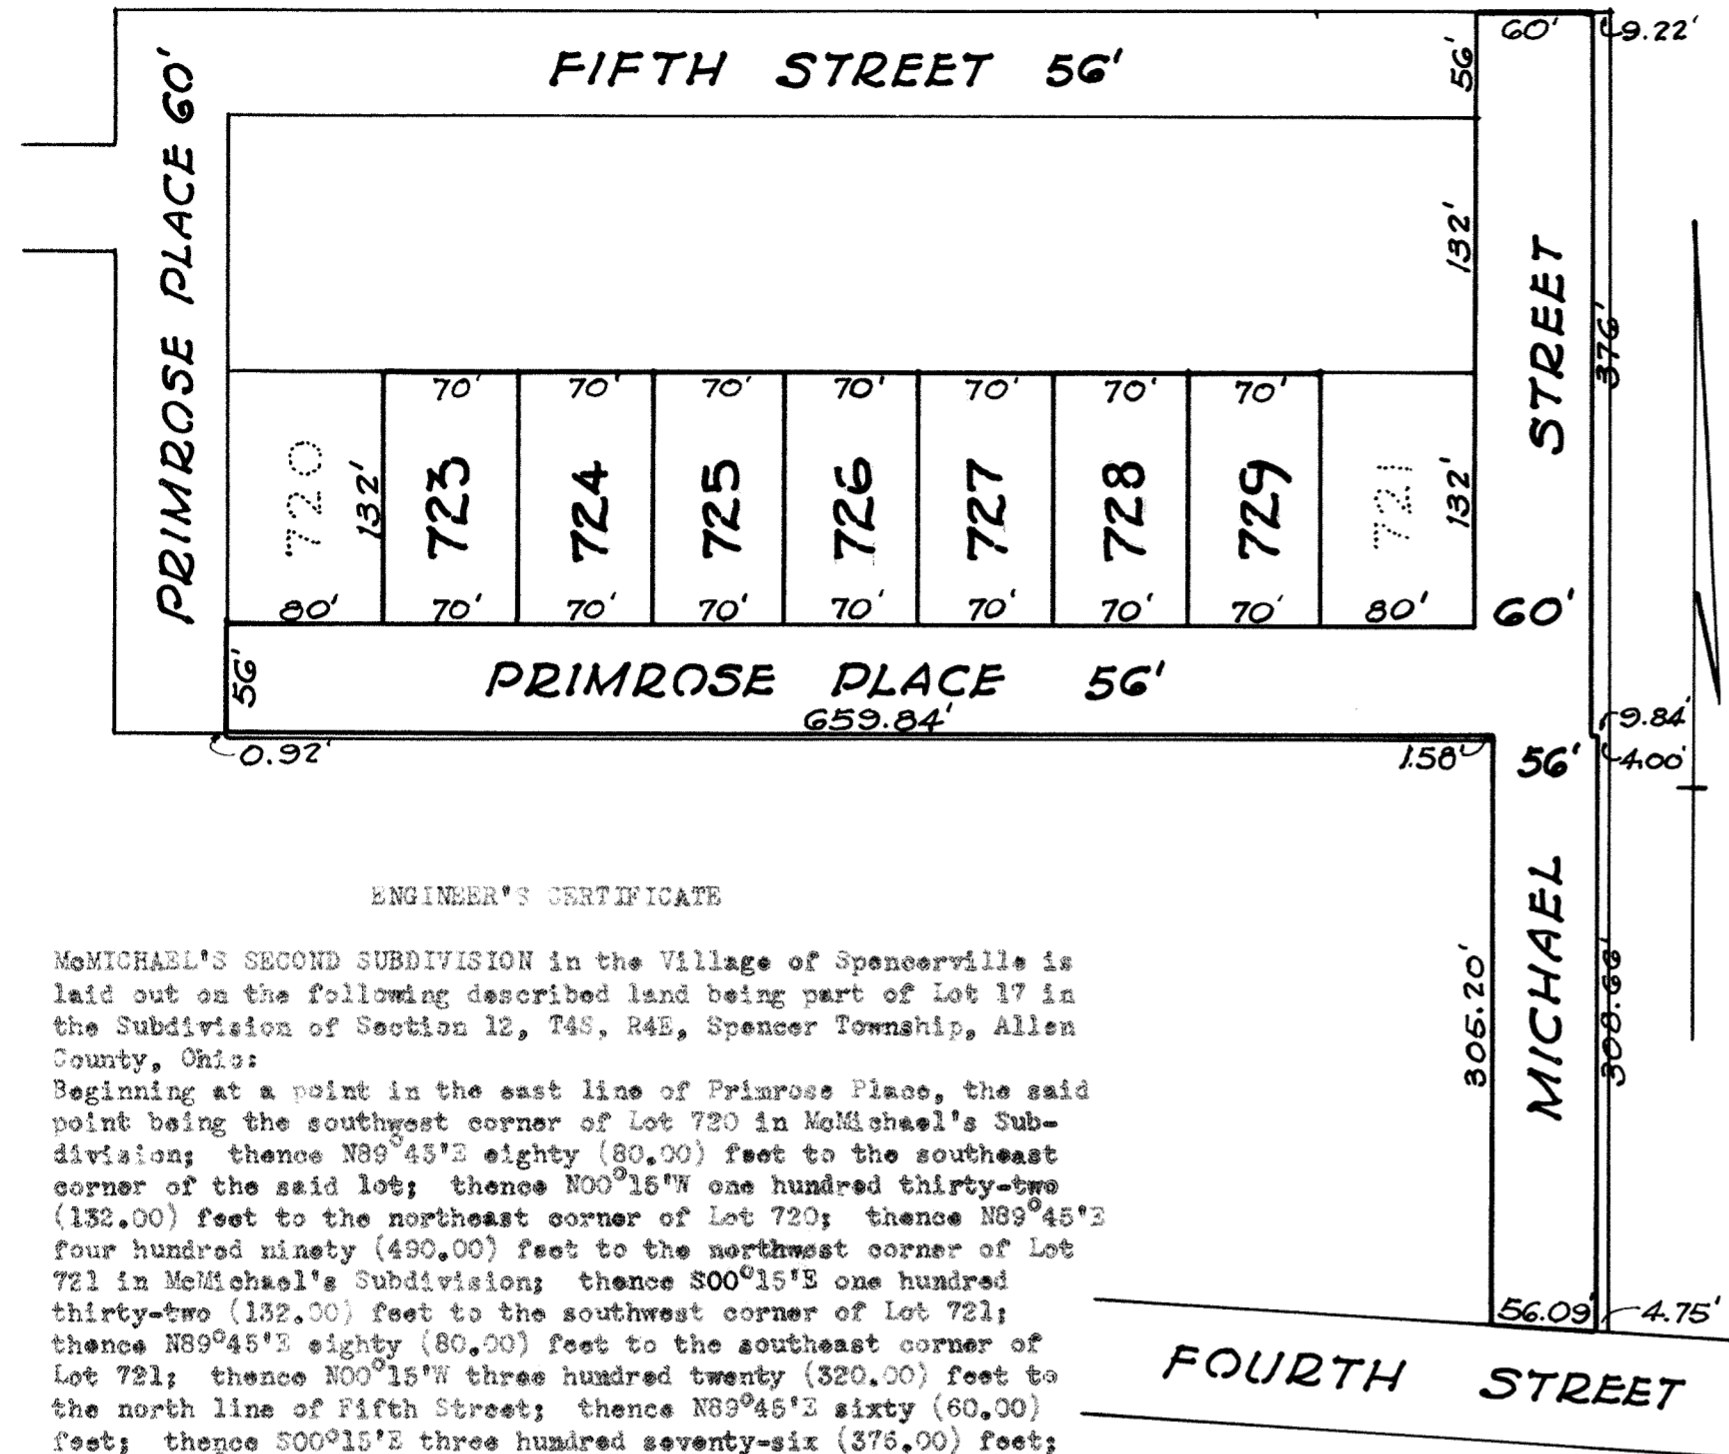 60'
9.22'
FIFTH STREET 56'
56'
PRIMROSE PLACE 60'
132'
STREET
376'
70' 70' 70' 70' 70' 70' 70'
720 132' 723 724 725 726 727 728 729 721 132'
80' 70' 70' 70' 70' 70' 70' 70' 80' 60'
56'
PRIMROSE PLACE 56'
659.84'
9.84'
0.92'
1.58'
56'
4.00'
MICHAEL
305.20'
308.66'
ENGINEER'S CERTIFICATE
McMICHAEL'S SECOND SUBDIVISION in the Village of Spencerville is
laid out on the following described land being part of Lot 17 in
the Subdivision of Section 12, T4S, R4E, Spencer Township, Allen
County, Ohio:
Beginning at a point in the east line of Primrose Place, the said
point being the southwest corner of Lot 720 in McMichael's Sub-
division; thence N89°45'E eighty (80.00) feet to the southeast
corner of the said lot; thence N00°15'W one hundred thirty-two
(132.00) feet to the northeast corner of Lot 720; thence N89°45'E
four hundred ninety (490.00) feet to the northwest corner of Lot
721 in McMichael's Subdivision; thence S00°15'E one hundred
thirty-two (132.00) feet to the southwest corner of Lot 721;
thence N89°45'E eighty (80.00) feet to the southeast corner of
Lot 721; thence N00°15'W three hundred twenty (320.00) feet to
the north line of Fifth Street; thence N89°45'E sixty (60.00)
feet; thence S00°15'E three hundred seventy-six (376.00) feet;
56.09'
4.75'
FOURTH STREET